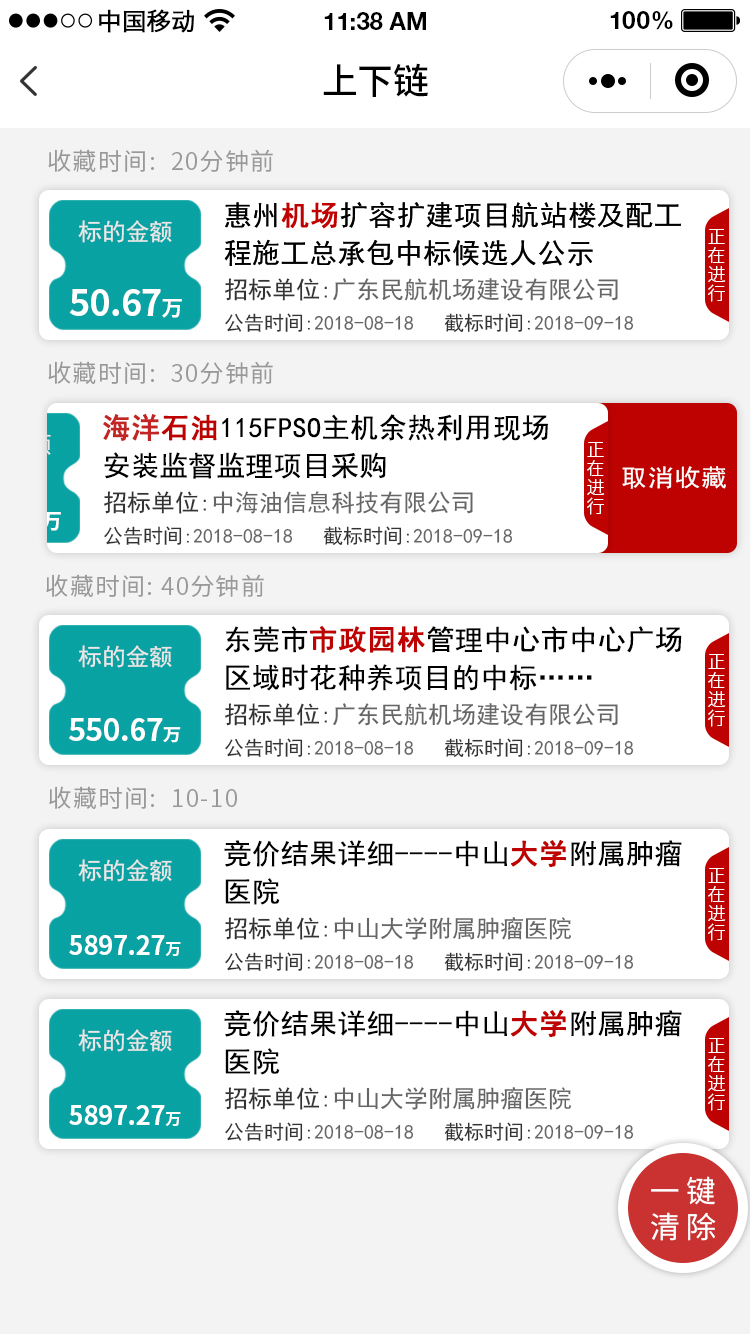 中国移动 11:38 AM 100%
上下链
收藏时间: 20分钟前
标的金额
50.67万
惠州机场扩容扩建项目航站楼及配工
程施工总承包中标候选人公示
招标单位:广东民航机场建设有限公司
公告时间:2018-08-18 截标时间:2018-09-18
正在进行
收藏时间: 30分钟前
万
海洋石油115FPSO主机余热利用现场
安装监督监理项目采购
招标单位:中海油信息科技有限公司
公告时间:2018-08-18 截标时间:2018-09-18
正在进行
取消收藏
收藏时间: 40分钟前
标的金额
550.67万
东莞市市政园林管理中心市中心广场
区域时花种养项目的中标……
招标单位:广东民航机场建设有限公司
公告时间:2018-08-18 截标时间:2018-09-18
正在进行
收藏时间: 10-10
标的金额
5897.27万
竞价结果详细----中山大学附属肿瘤
医院
招标单位:中山大学附属肿瘤医院
公告时间:2018-08-18 截标时间:2018-09-18
正在进行
标的金额
5897.27万
竞价结果详细----中山大学附属肿瘤
医院
招标单位:中山大学附属肿瘤医院
公告时间:2018-08-18 截标时间:2018-09-18
正在进行
一键
清除